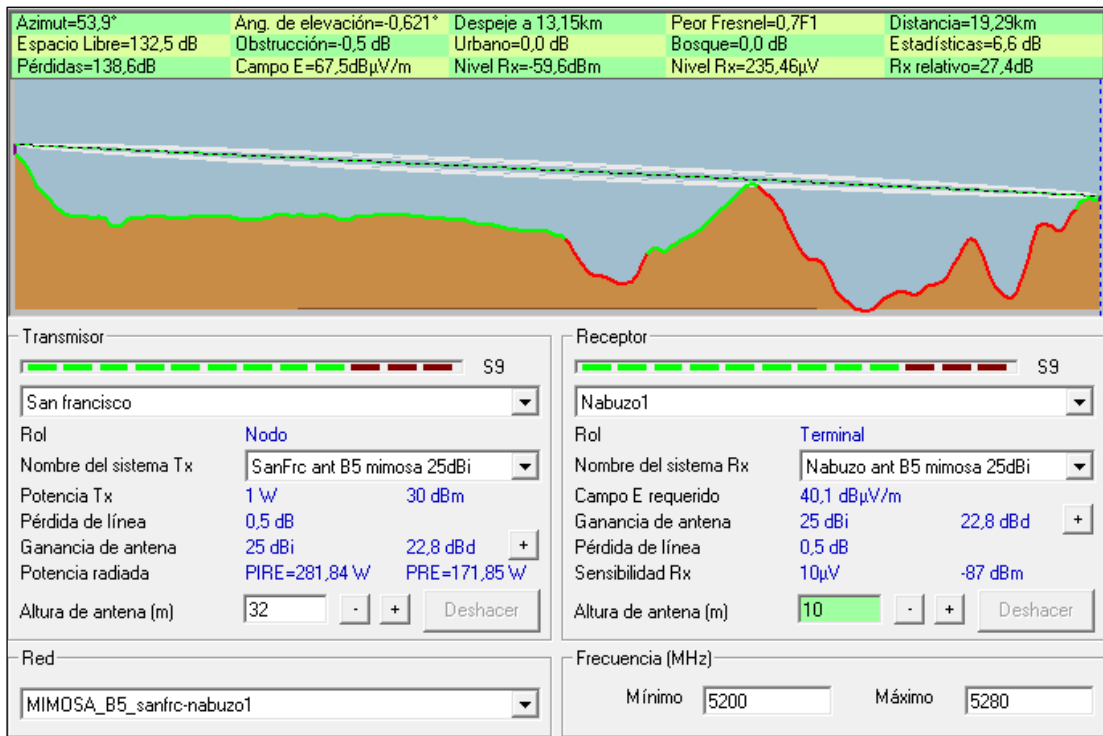 Azimut=53,9° Ang. de elevación=-0,621° Despeje a 13,15km Peor Fresnel=0,7F1 Distancia=19,29km
Espacio Libre=132,5 dB Obstrucción=-0,5 dB Urbano=0,0 dB Bosque=0,0 dB Estadísticas=6,6 dB
Pérdidas=138,6dB Campo E=67,5dBµV/m Nivel Rx=-59,6dBm Nivel Rx=235,46µV Rx relativo=27,4dB
Transmisor
S9
San francisco
Rol Nodo
Nombre del sistema Tx SanFrc ant B5 mimosa 25dBi
Potencia Tx 1 W 30 dBm
Pérdida de línea 0,5 dB
Ganancia de antena 25 dBi 22,8 dBd +
Potencia radiada PIRE=281,84 W PRE=171,85 W
Altura de antena (m) 32 - + Deshacer
Receptor
S9
Nabuzo1
Rol Terminal
Nombre del sistema Rx Nabuzo ant B5 mimosa 25dBi
Campo E requerido 40,1 dBµV/m
Ganancia de antena 25 dBi 22,8 dBd +
Pérdida de línea 0,5 dB
Sensibilidad Rx 10µV -87 dBm
Altura de antena (m) 10 - + Deshacer
Red
MIMOSA_B5_sanfrc-nabuzo1
Frecuencia (MHz)
Mínimo 5200 Máximo 5280